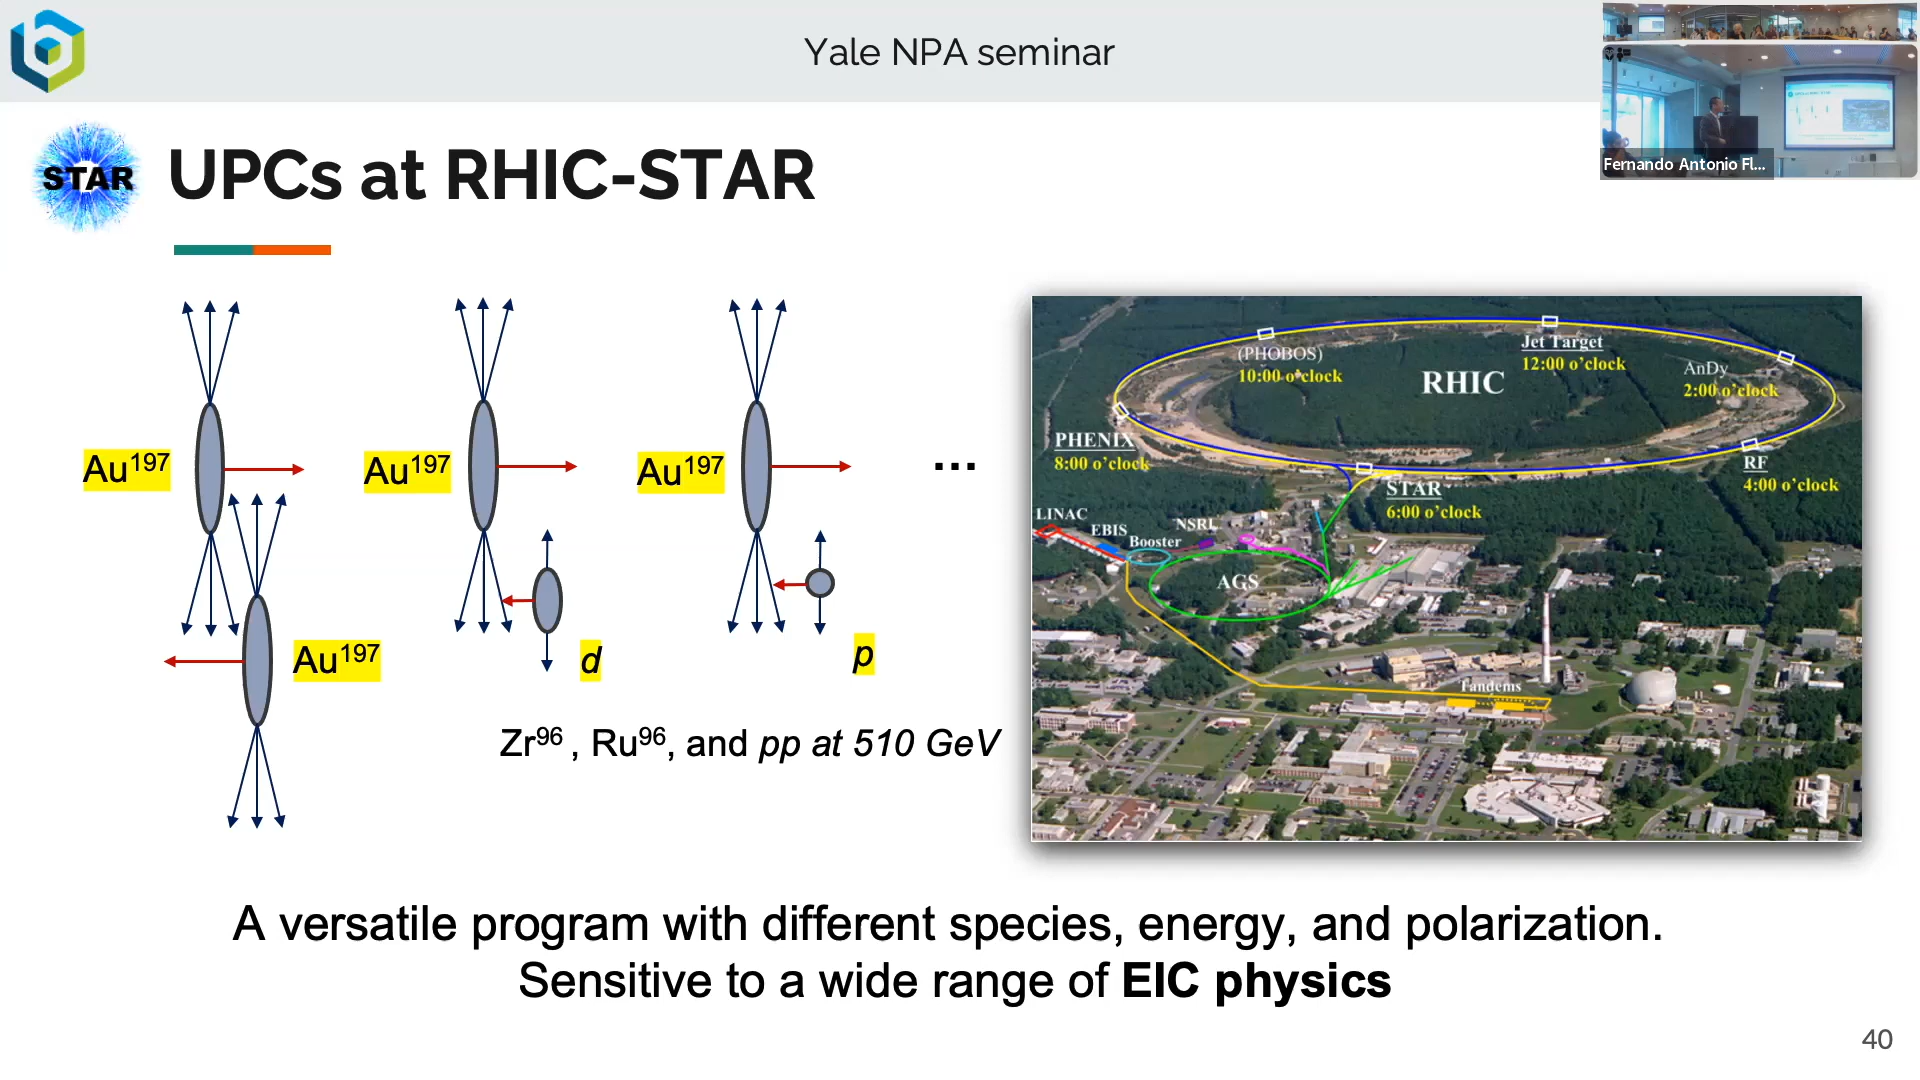 Yale NPA seminar
Fernando Antonio Fl...
STAR
UPCs at RHIC-STAR
Au197
Au197
Au197
...
Au197
d
p
Zr96 , Ru96, and pp at 510 GeV
(PHOBOS)
10:00 o'clock
Jet Target
12:00 o'clock
RHIC
AnDy
2:00 o'clock
PHENIX
8:00 o'clock
RF
4:00 o'clock
STAR
6:00 o'clock
LINAC
EBIS
Booster
NSRL
AGS
Tandems
A versatile program with different species, energy, and polarization.
Sensitive to a wide range of EIC physics
40